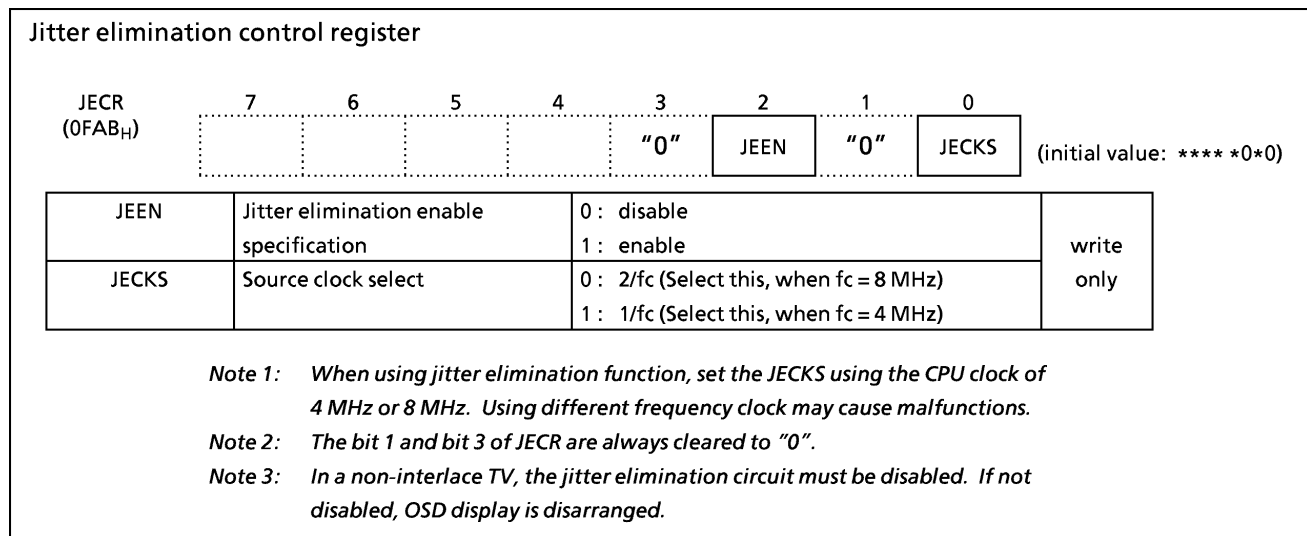 Jitter elimination control register
JECR 7 6 5 4 3 2 1 0
(0FABH) "0" JEEN "0" JECKS (initial value: **** *0*0)
JEEN Jitter elimination enable 0 : disable
specification 1 : enable write
JECKS Source clock select 0 : 2/fc (Select this, when fc = 8 MHz) only
1 : 1/fc (Select this, when fc = 4 MHz)
Note 1: When using jitter elimination function, set the JECKS using the CPU clock of
4 MHz or 8 MHz. Using different frequency clock may cause malfunctions.
Note 2: The bit 1 and bit 3 of JECR are always cleared to "0".
Note 3: In a non-interlace TV, the jitter elimination circuit must be disabled. If not
disabled, OSD display is disarranged.